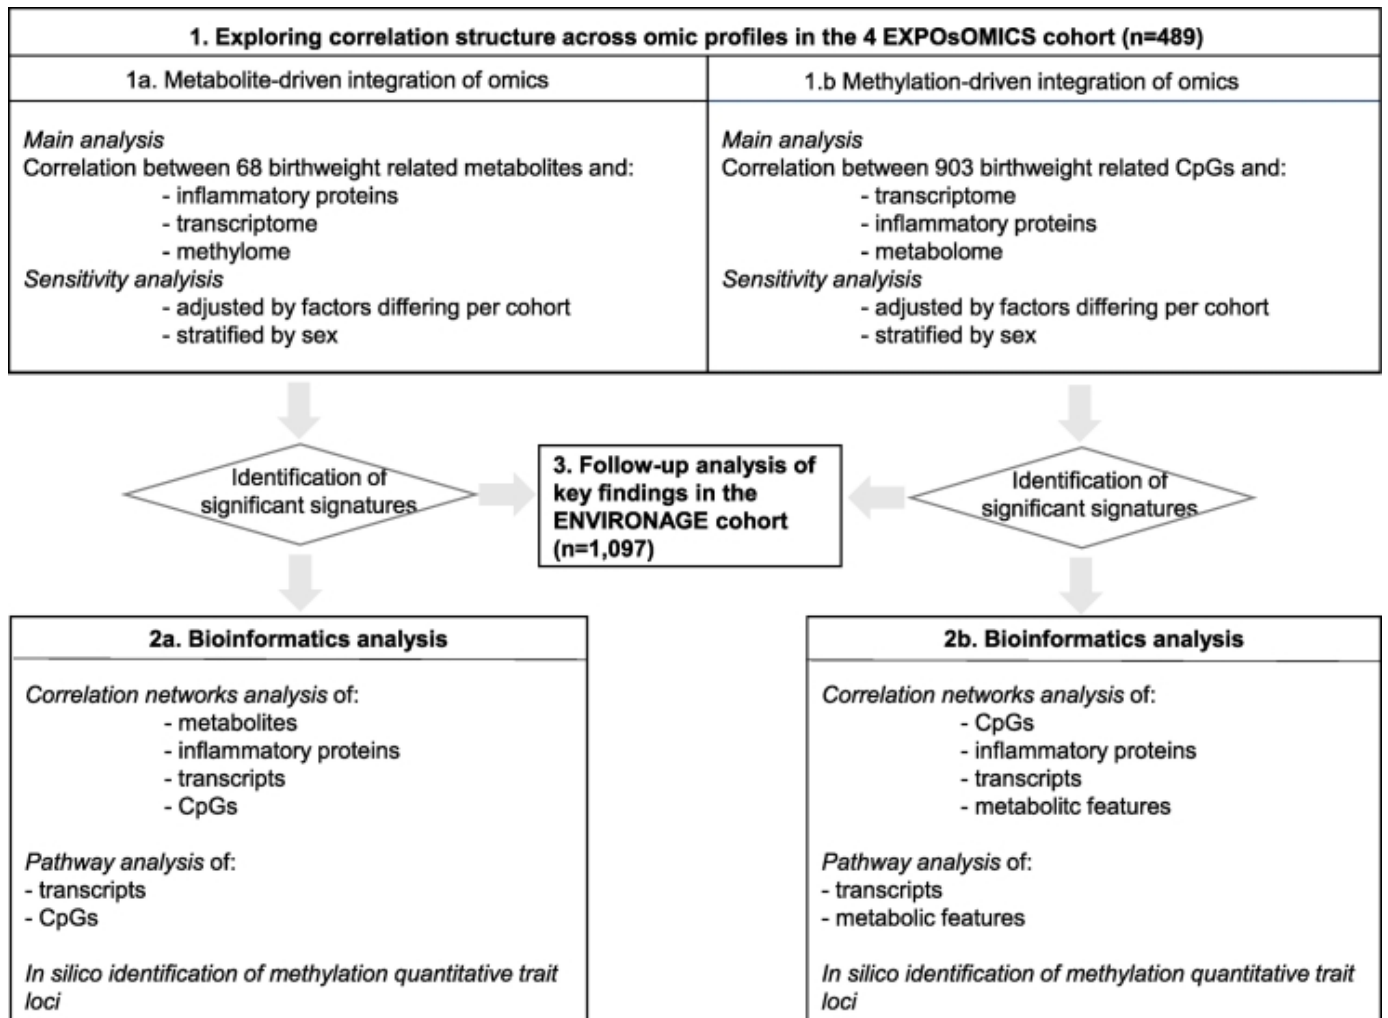 1. Exploring correlation structure across omic profiles in the 4 EXPOsOMICS cohort (n=489)
1a. Metabolite-driven integration of omics
Main analysis
Correlation between 68 birthweight related metabolites and:
- inflammatory proteins
- transcriptome
- methylome
Sensitivity analyisis
- adjusted by factors differing per cohort
- stratified by sex
1.b Methylation-driven integration of omics
Main analysis
Correlation between 903 birthweight related CpGs and:
- transcriptome
- inflammatory proteins
- metabolome
Sensitivity analyisis
- adjusted by factors differing per cohort
- stratified by sex
Identification of
significant signatures
3. Follow-up analysis of
key findings in the
ENVIRONAGE cohort
(n=1,097)
Identification of
significant signatures
2a. Bioinformatics analysis
Correlation networks analysis of:
- metabolites
- inflammatory proteins
- transcripts
- CpGs
Pathway analysis of:
- transcripts
- CpGs
In silico identification of methylation quantitative trait
loci
2b. Bioinformatics analysis
Correlation networks analysis of:
- CpGs
- inflammatory proteins
- transcripts
- metabolitc features
Pathway analysis of:
- transcripts
- metabolic features
In silico identification of methylation quantitative trait
loci